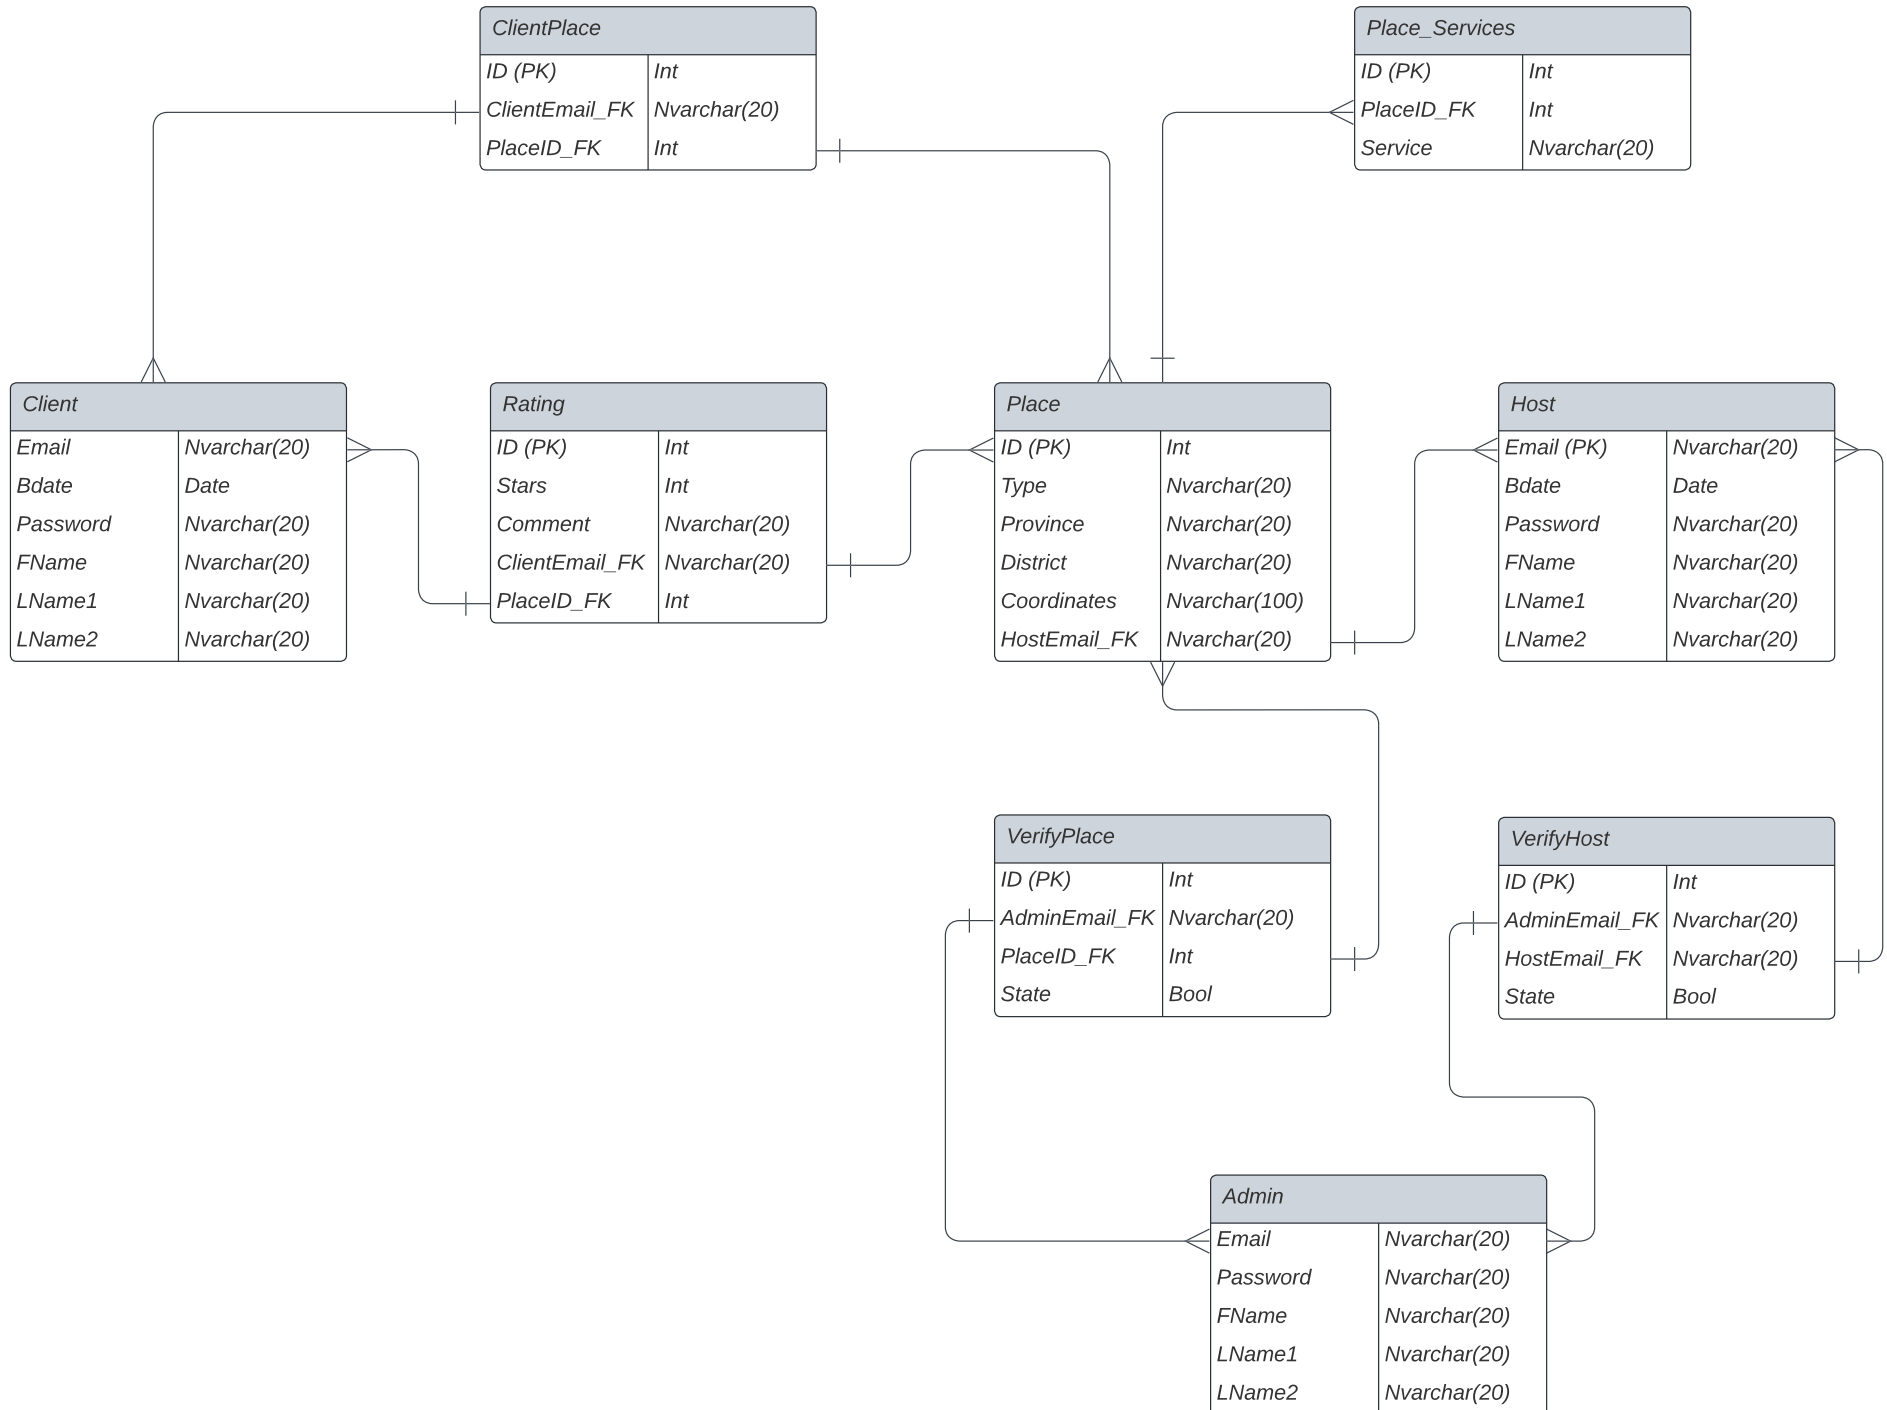 ClientPlace
ID (PK) Int
ClientEmail_FK Nvarchar(20)
PlaceID_FK Int
Place_Services
ID (PK) Int
PlaceID_FK Int
Service Nvarchar(20)
Client
Email Nvarchar(20)
Bdate Date
Password Nvarchar(20)
FName Nvarchar(20)
LName1 Nvarchar(20)
LName2 Nvarchar(20)
Rating
ID (PK) Int
Stars Int
Comment Nvarchar(20)
ClientEmail_FK Nvarchar(20)
PlaceID_FK Int
Place
ID (PK) Int
Type Nvarchar(20)
Province Nvarchar(20)
District Nvarchar(20)
Coordinates Nvarchar(100)
HostEmail_FK Nvarchar(20)
Host
Email (PK) Nvarchar(20)
Bdate Date
Password Nvarchar(20)
FName Nvarchar(20)
LName1 Nvarchar(20)
LName2 Nvarchar(20)
VerifyPlace
ID (PK) Int
AdminEmail_FK Nvarchar(20)
PlaceID_FK Int
State Bool
VerifyHost
ID (PK) Int
AdminEmail_FK Nvarchar(20)
HostEmail_FK Nvarchar(20)
State Bool
Admin
Email Nvarchar(20)
Password Nvarchar(20)
FName Nvarchar(20)
LName1 Nvarchar(20)
LName2 Nvarchar(20)